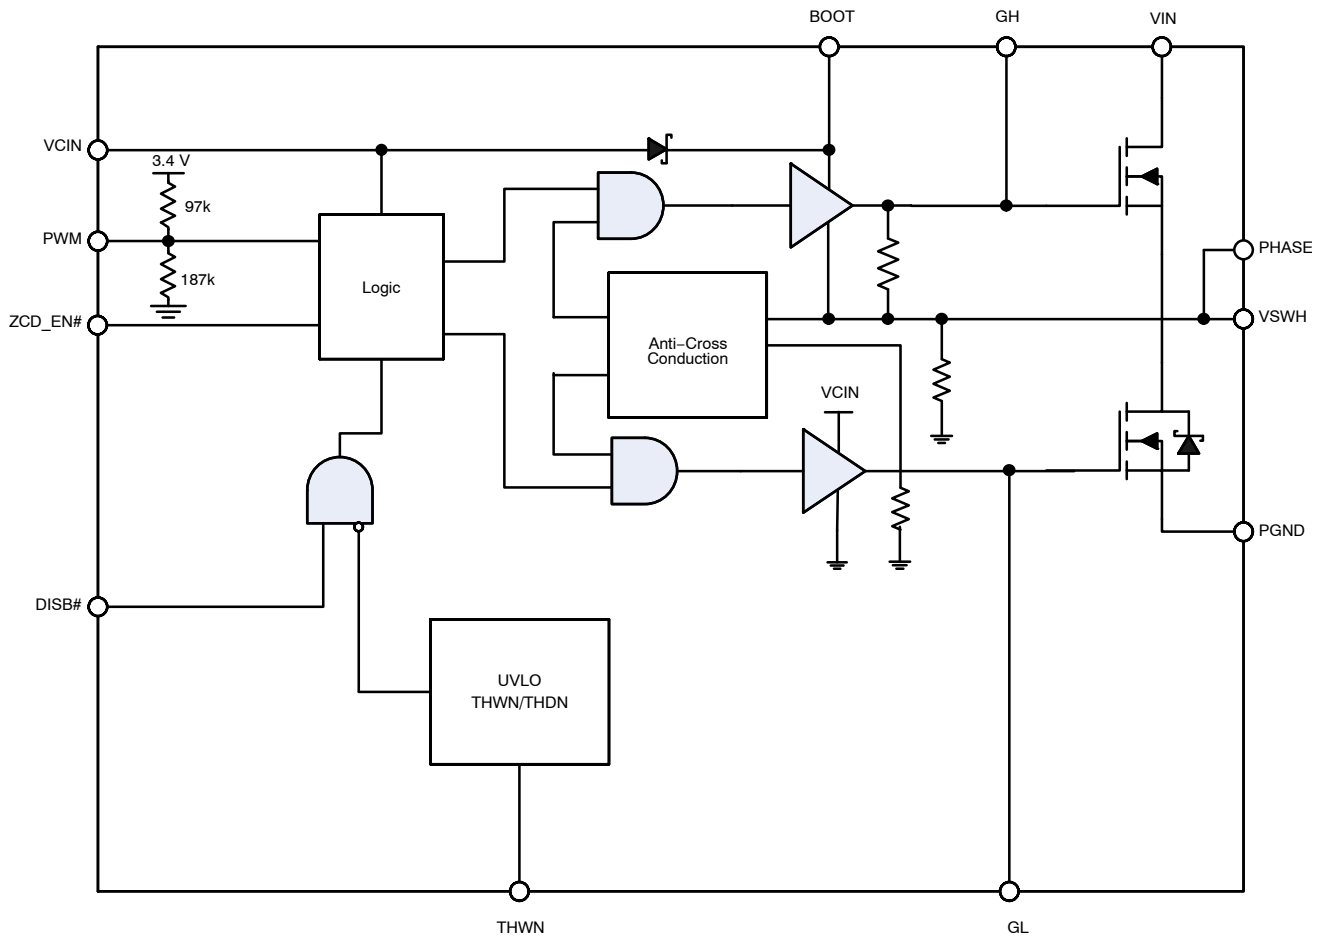 BOOT
GH
VIN
VCIN
3.4 V
97k
PWM
187k
ZCD_EN#
Logic
Anti−Cross
Conduction
PHASE
VSWH
VCIN
PGND
DISB#
UVLO
THWN/THDN
THWN
GL